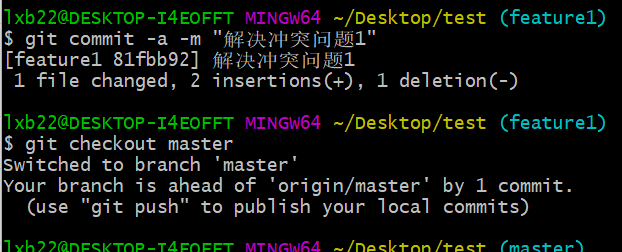 lxb22@DESKTOP-I4EOFFT MINGW64 ~/Desktop/test (feature1)
$ git commit -a -m "解决冲突问题1"
[feature1 81fbb92] 解决冲突问题1
 1 file changed, 2 insertions(+), 1 deletion(-)
lxb22@DESKTOP-I4EOFFT MINGW64 ~/Desktop/test (feature1)
$ git checkout master
Switched to branch 'master'
Your branch is ahead of 'origin/master' by 1 commit.
  (use "git push" to publish your local commits)
lxb22@DESKTOP-I4EOFFT MINGW64 ~/Desktop/test (master)